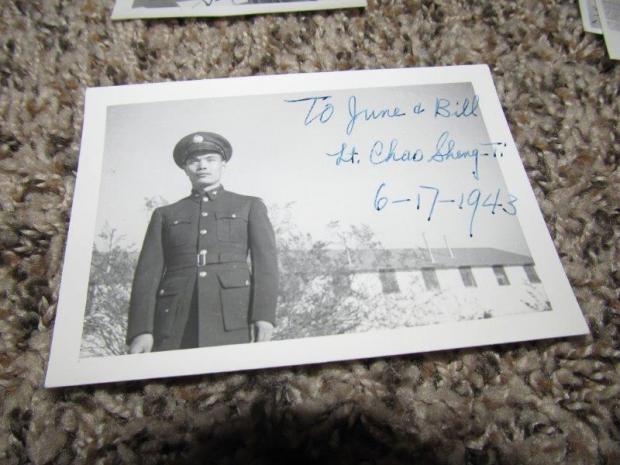 To June & Bill
Lt. Chao Sheng-Ti
6-17-1943